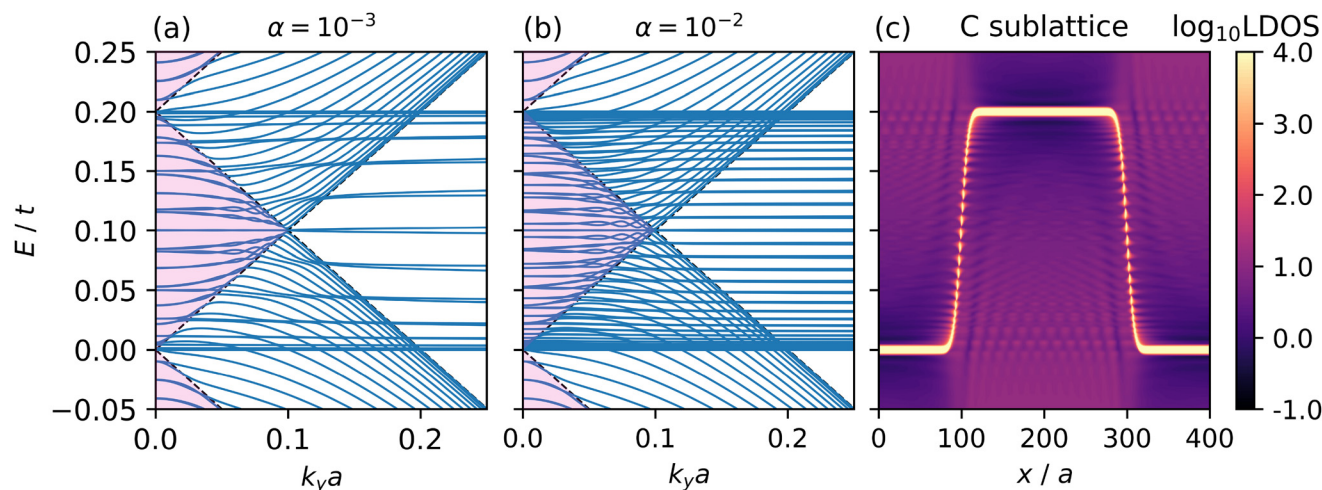 (a) α = 10⁻³
(b) α = 10⁻²
(c) C sublattice log₁₀LDOS
E / t
0.25
0.20
0.15
0.10
0.05
0.00
−0.05
0.0 0.1 0.2
k_y a
0.0 0.1 0.2
k_y a
0 100 200 300 400
x / a
4.0
3.0
2.0
1.0
0.0
-1.0